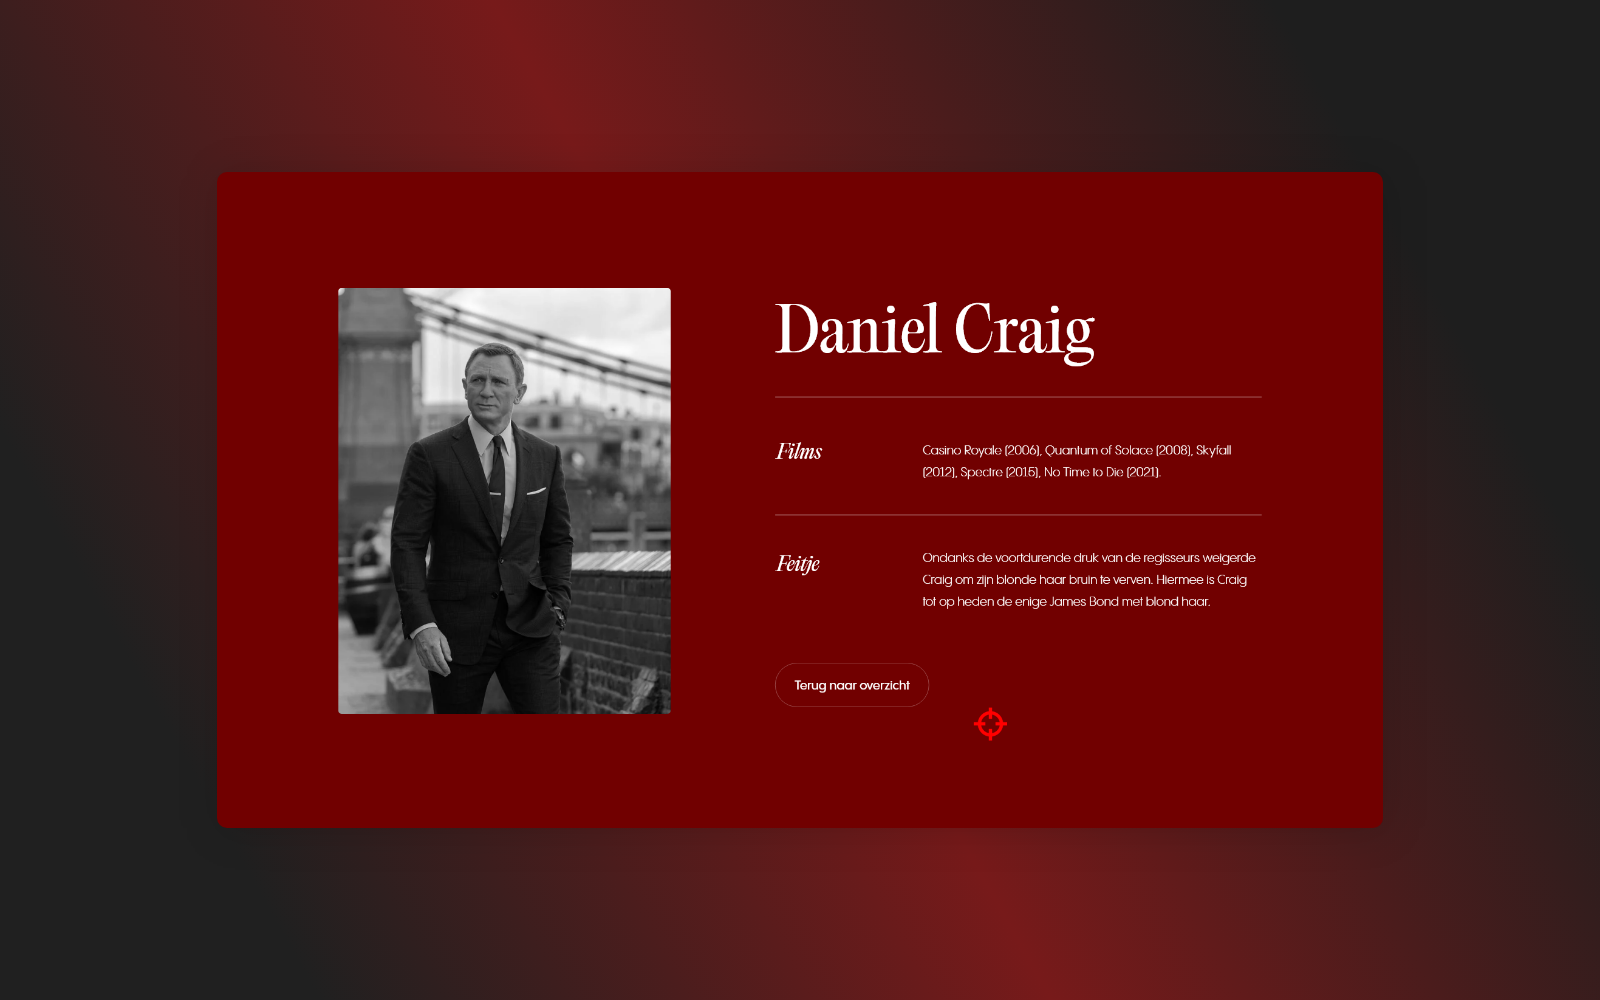 Daniel Craig
Films
Casino Royale (2006), Quantum of Solace (2008), Skyfall
(2012), Spectre (2015), No Time to Die (2021).
Feitje
Ondanks de voortdurende druk van de regisseurs weigerde
Craig om zijn blonde haar bruin te verven. Hiermee is Craig
tot op heden de enige James Bond met blond haar.
Terug naar overzicht